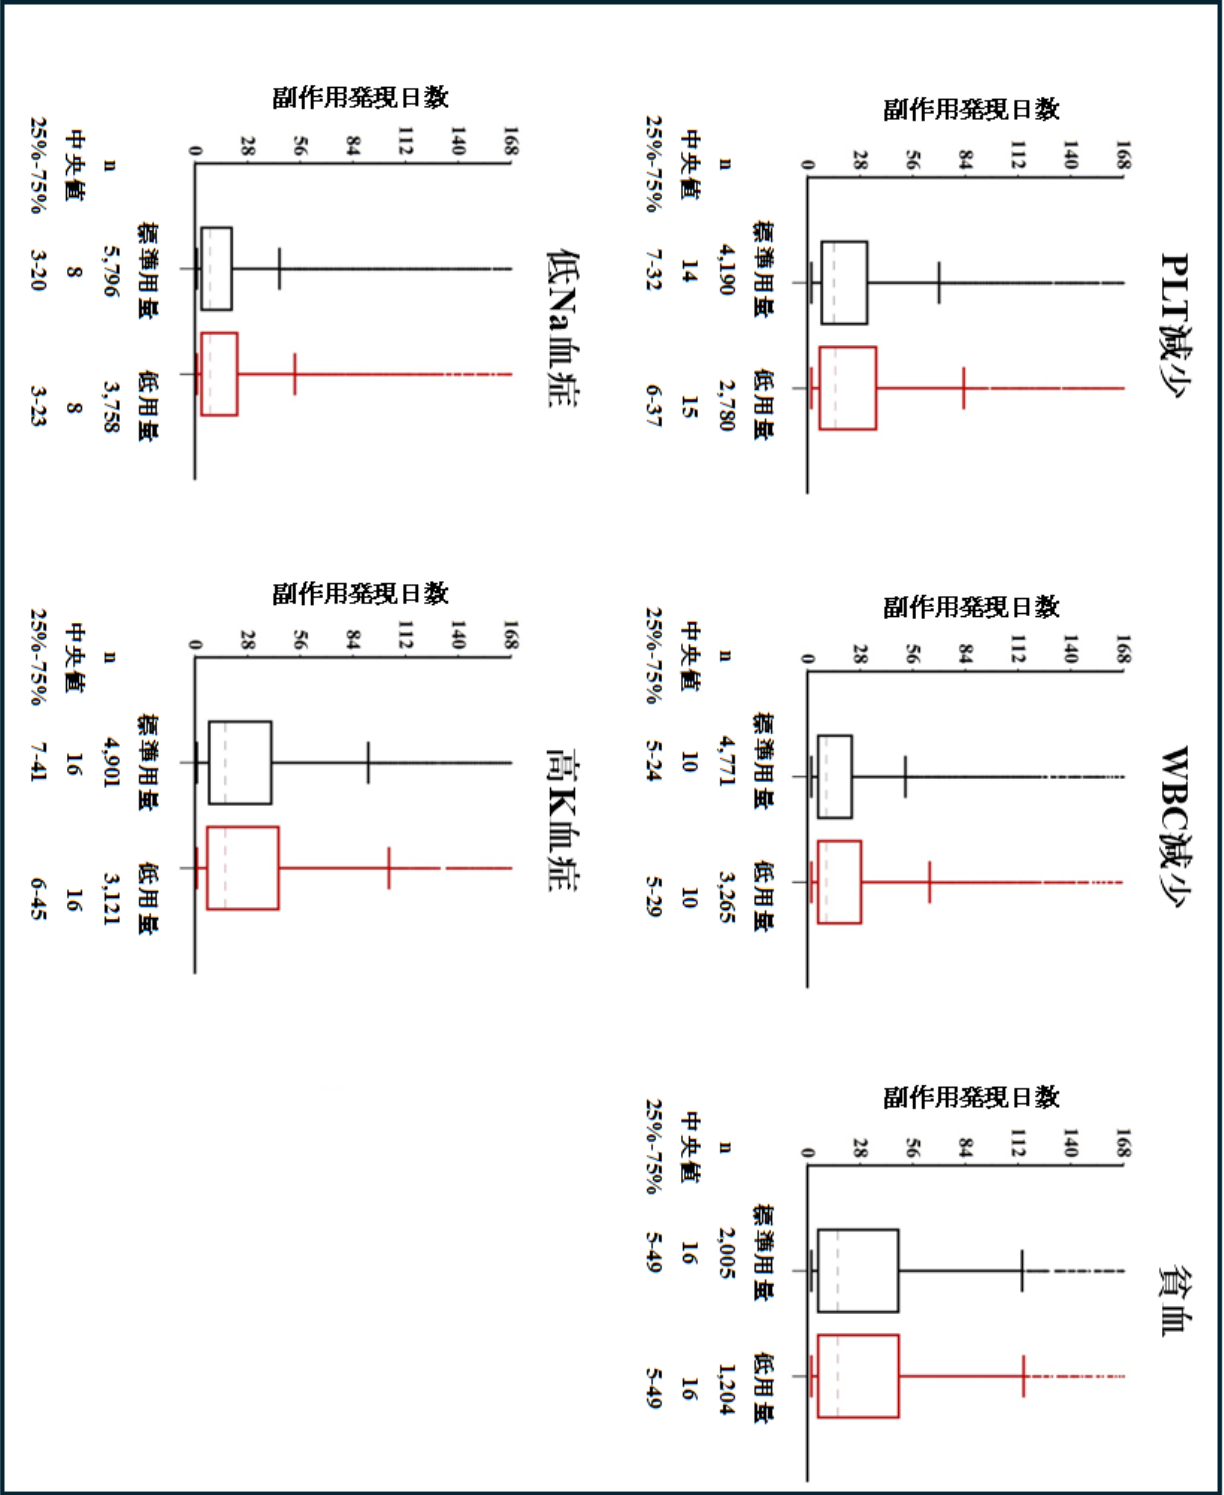 PLT減少
副作用発現日数
168
140
112
84
56
28
0
標準用量 低用量
n 4,190 2,780
中央値 14 15
25%-75% 7-32 6-37
WBC減少
副作用発現日数
168
140
112
84
56
28
0
標準用量 低用量
n 4,771 3,265
中央値 10 10
25%-75% 5-24 5-29
貧血
副作用発現日数
168
140
112
84
56
28
0
標準用量 低用量
n 2,005 1,204
中央値 16 16
25%-75% 5-49 5-49
低Na血症
副作用発現日数
168
140
112
84
56
28
0
標準用量 低用量
n 5,796 3,758
中央値 8 8
25%-75% 3-20 3-23
高K血症
副作用発現日数
168
140
112
84
56
28
0
標準用量 低用量
n 4,901 3,121
中央値 16 16
25%-75% 7-41 6-45